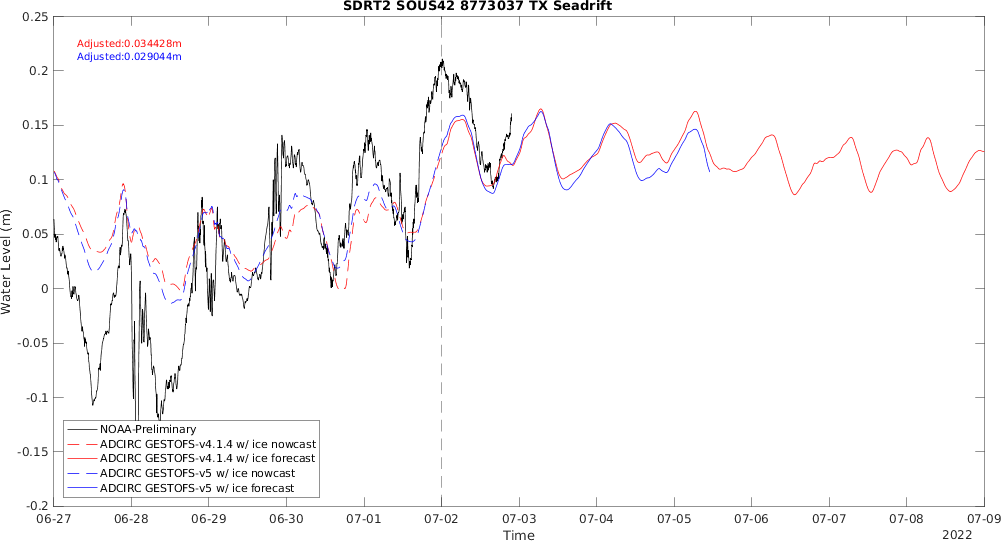 SDRT2 SOUS42 8773037 TX Seadrift
0.25
Adjusted:0.034428m
Adjusted:0.029044m
0.2
0.15
0.1
0.05
0
-0.05
-0.1
-0.15
-0.2
Water Level (m)
NOAA-Preliminary
ADCIRC GESTOFS-v4.1.4 w/ ice nowcast
ADCIRC GESTOFS-v4.1.4 w/ ice forecast
ADCIRC GESTOFS-v5 w/ ice nowcast
ADCIRC GESTOFS-v5 w/ ice forecast
06-27 06-28 06-29 06-30 07-01 07-02 07-03 07-04 07-05 07-06 07-07 07-08 07-09
Time
2022